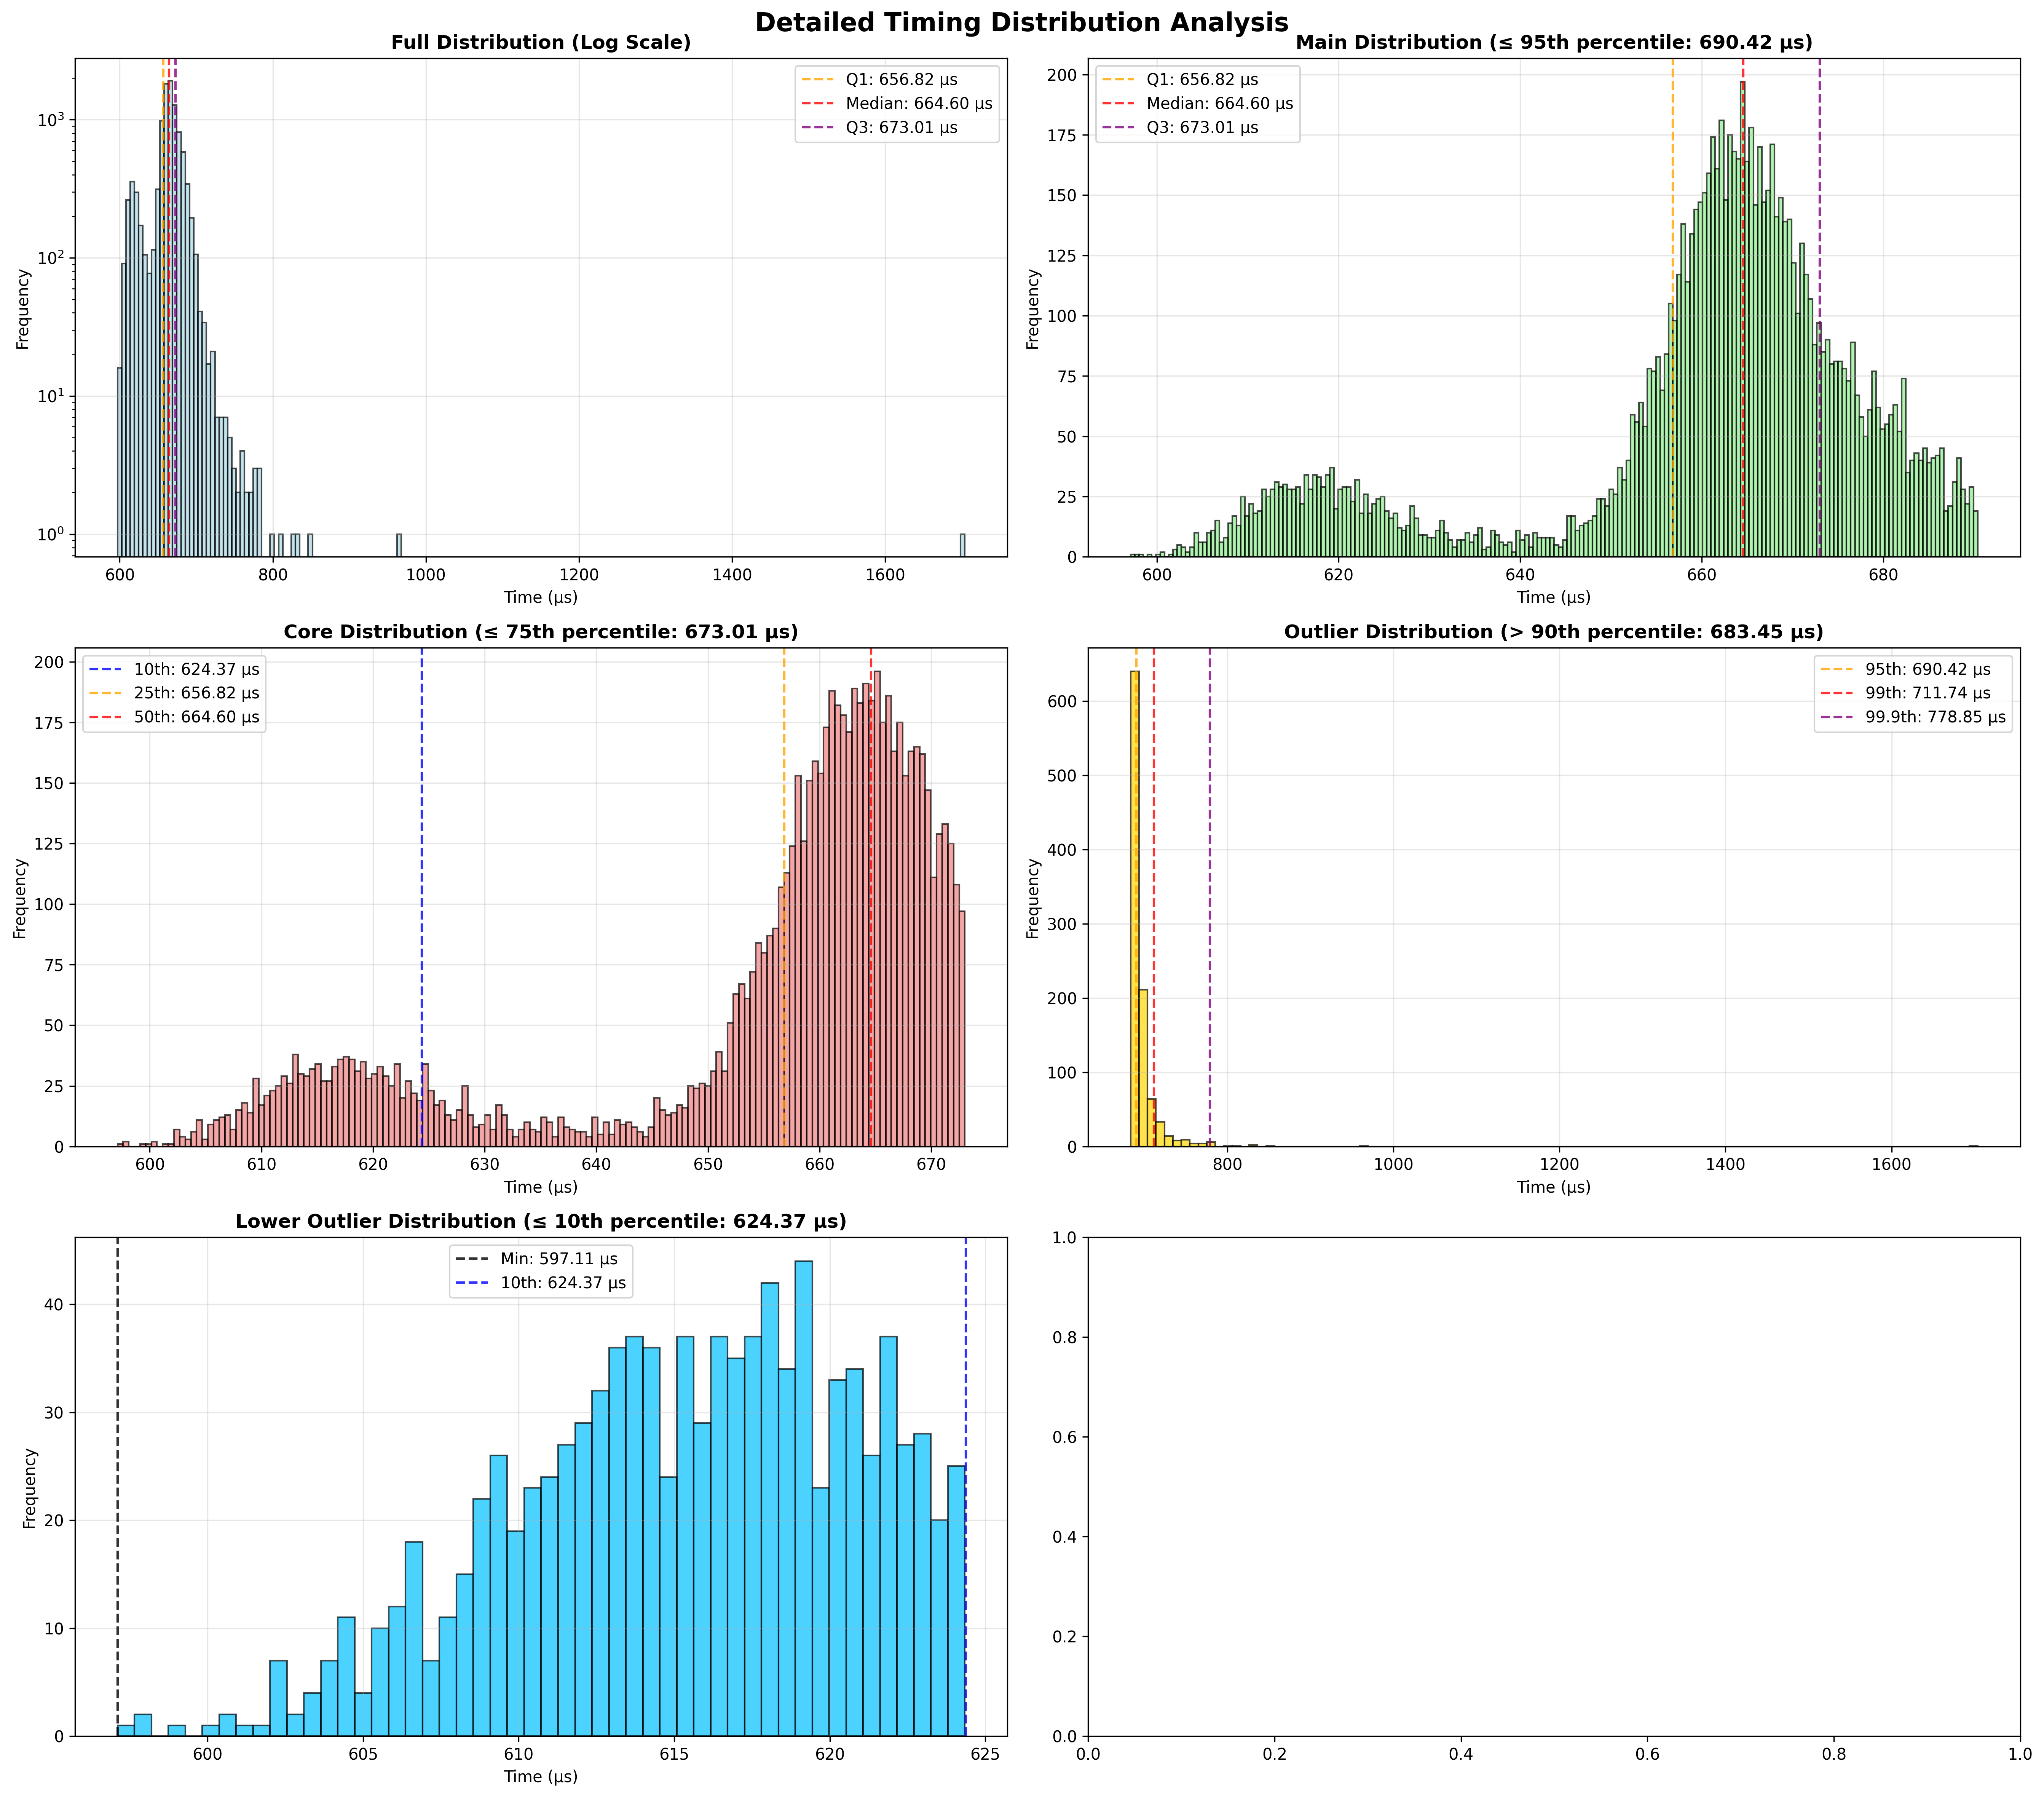 Detailed Timing Distribution Analysis
Full Distribution (Log Scale)
Q1: 656.82 µs
Median: 664.60 µs
Q3: 673.01 µs
Frequency
10³
10²
10¹
10⁰
600 800 1000 1200 1400 1600
Time (µs)
Main Distribution (≤ 95th percentile: 690.42 µs)
Q1: 656.82 µs
Median: 664.60 µs
Q3: 673.01 µs
Frequency
200
175
150
125
100
75
50
25
0
600 620 640 660 680
Time (µs)
Core Distribution (≤ 75th percentile: 673.01 µs)
10th: 624.37 µs
25th: 656.82 µs
50th: 664.60 µs
Frequency
200
175
150
125
100
75
50
25
0
600 610 620 630 640 650 660 670
Time (µs)
Outlier Distribution (> 90th percentile: 683.45 µs)
95th: 690.42 µs
99th: 711.74 µs
99.9th: 778.85 µs
Frequency
600
500
400
300
200
100
0
800 1000 1200 1400 1600
Time (µs)
Lower Outlier Distribution (≤ 10th percentile: 624.37 µs)
Min: 597.11 µs
10th: 624.37 µs
Frequency
40
30
20
10
0
600 605 610 615 620 625
Time (µs)
1.0
0.8
0.6
0.4
0.2
0.0
0.0 0.2 0.4 0.6 0.8 1.0